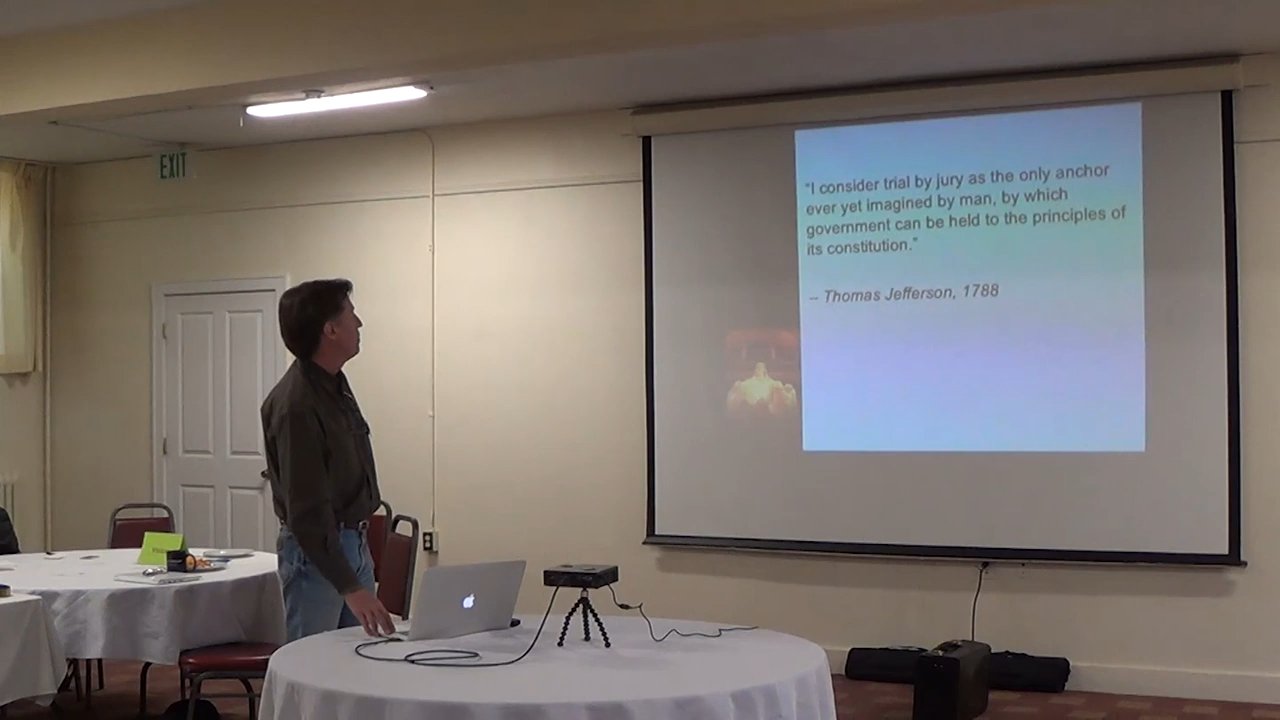 EXIT
“I consider trial by jury as the only anchor
ever yet imagined by man, by which
government can be held to the principles of
its constitution.”
– Thomas Jefferson, 1788